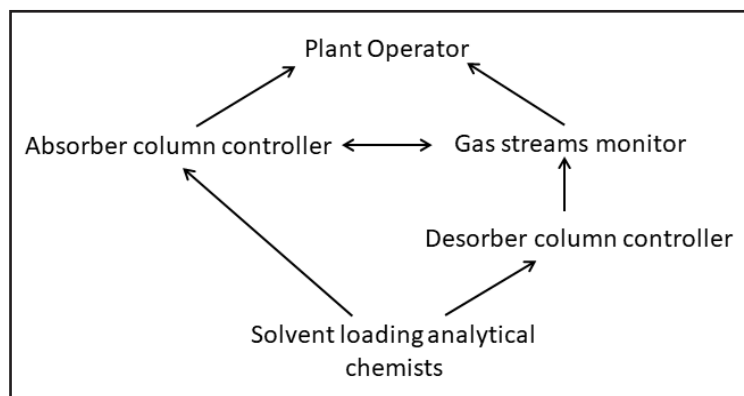 Plant Operator
Absorber column controller
Gas streams monitor
Desorber column controller
Solvent loading analytical
chemists